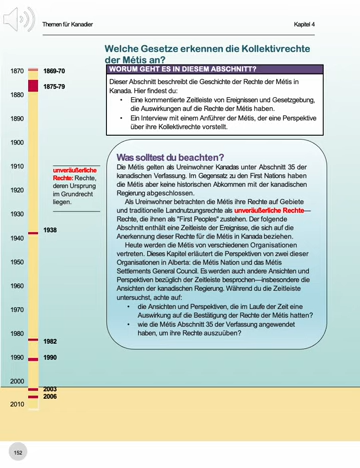 Themen für Kanadier
Kapitel 4
Welche Gesetze erkennen die Kollektivrechte
der Métis an?
WORUM GEHT ES IN DIESEM ABSCHNITT?
Dieser Abschnitt beschreibt die Geschichte der Rechte der Métis in
Kanada. Hier findest du:
• Eine kommentierte Zeitleiste von Ereignissen und Gesetzgebung,
die Auswirkungen auf die Rechte der Métis haben.
• Ein Interview mit einem Anführer der Métis, der eine Perspektive
über ihre Kollektivrechte vorstellt.
Was solltest du beachten?
Die Métis gelten als Ureinwohner Kanadas unter Abschnitt 35 der
kanadischen Verfassung. Im Gegensatz zu den First Nations haben
die Métis aber keine historischen Abkommen mit der kanadischen
Regierung abgeschlossen.
Als Ureinwohner betrachten die Métis ihre Rechte auf Gebiete
und traditionelle Landnutzungsrechte als unveräußerliche Rechte—
Rechte, die ihnen als "First Peoples" zustehen. Der folgende
Abschnitt enthält eine Zeitleiste der Ereignisse, die sich auf die
Anerkennung dieser Rechte für die Métis in Kanada beziehen.
Heute werden die Métis von verschiedenen Organisationen
vertreten. Dieses Kapitel erläutert die Perspektiven von zwei dieser
Organisationen in Alberta: die Métis Nation und das Métis
Settlements General Council. Es werden auch andere Ansichten und
Perspektiven bezüglich der Zeitleiste besprochen—insbesondere die
Ansichten der kanadischen Regierung. Während du die Zeitleiste
untersuchst, achte auf:
• die Ansichten und Perspektiven, die im Laufe der Zeit eine
Auswirkung auf die Bestätigung der Rechte der Métis hatten?
• wie die Métis Abschnitt 35 der Verfassung angewendet
haben, um ihre Rechte auszuüben?
unveräußerliche
Rechte: Rechte,
deren Ursprung
im Grundrecht
liegen.
1870
1880
1890
1900
1910
1920
1930
1940
1950
1960
1970
1980
1990
2000
2010
1869-70
1875-79
1938
1982
1990
2003
2006
152